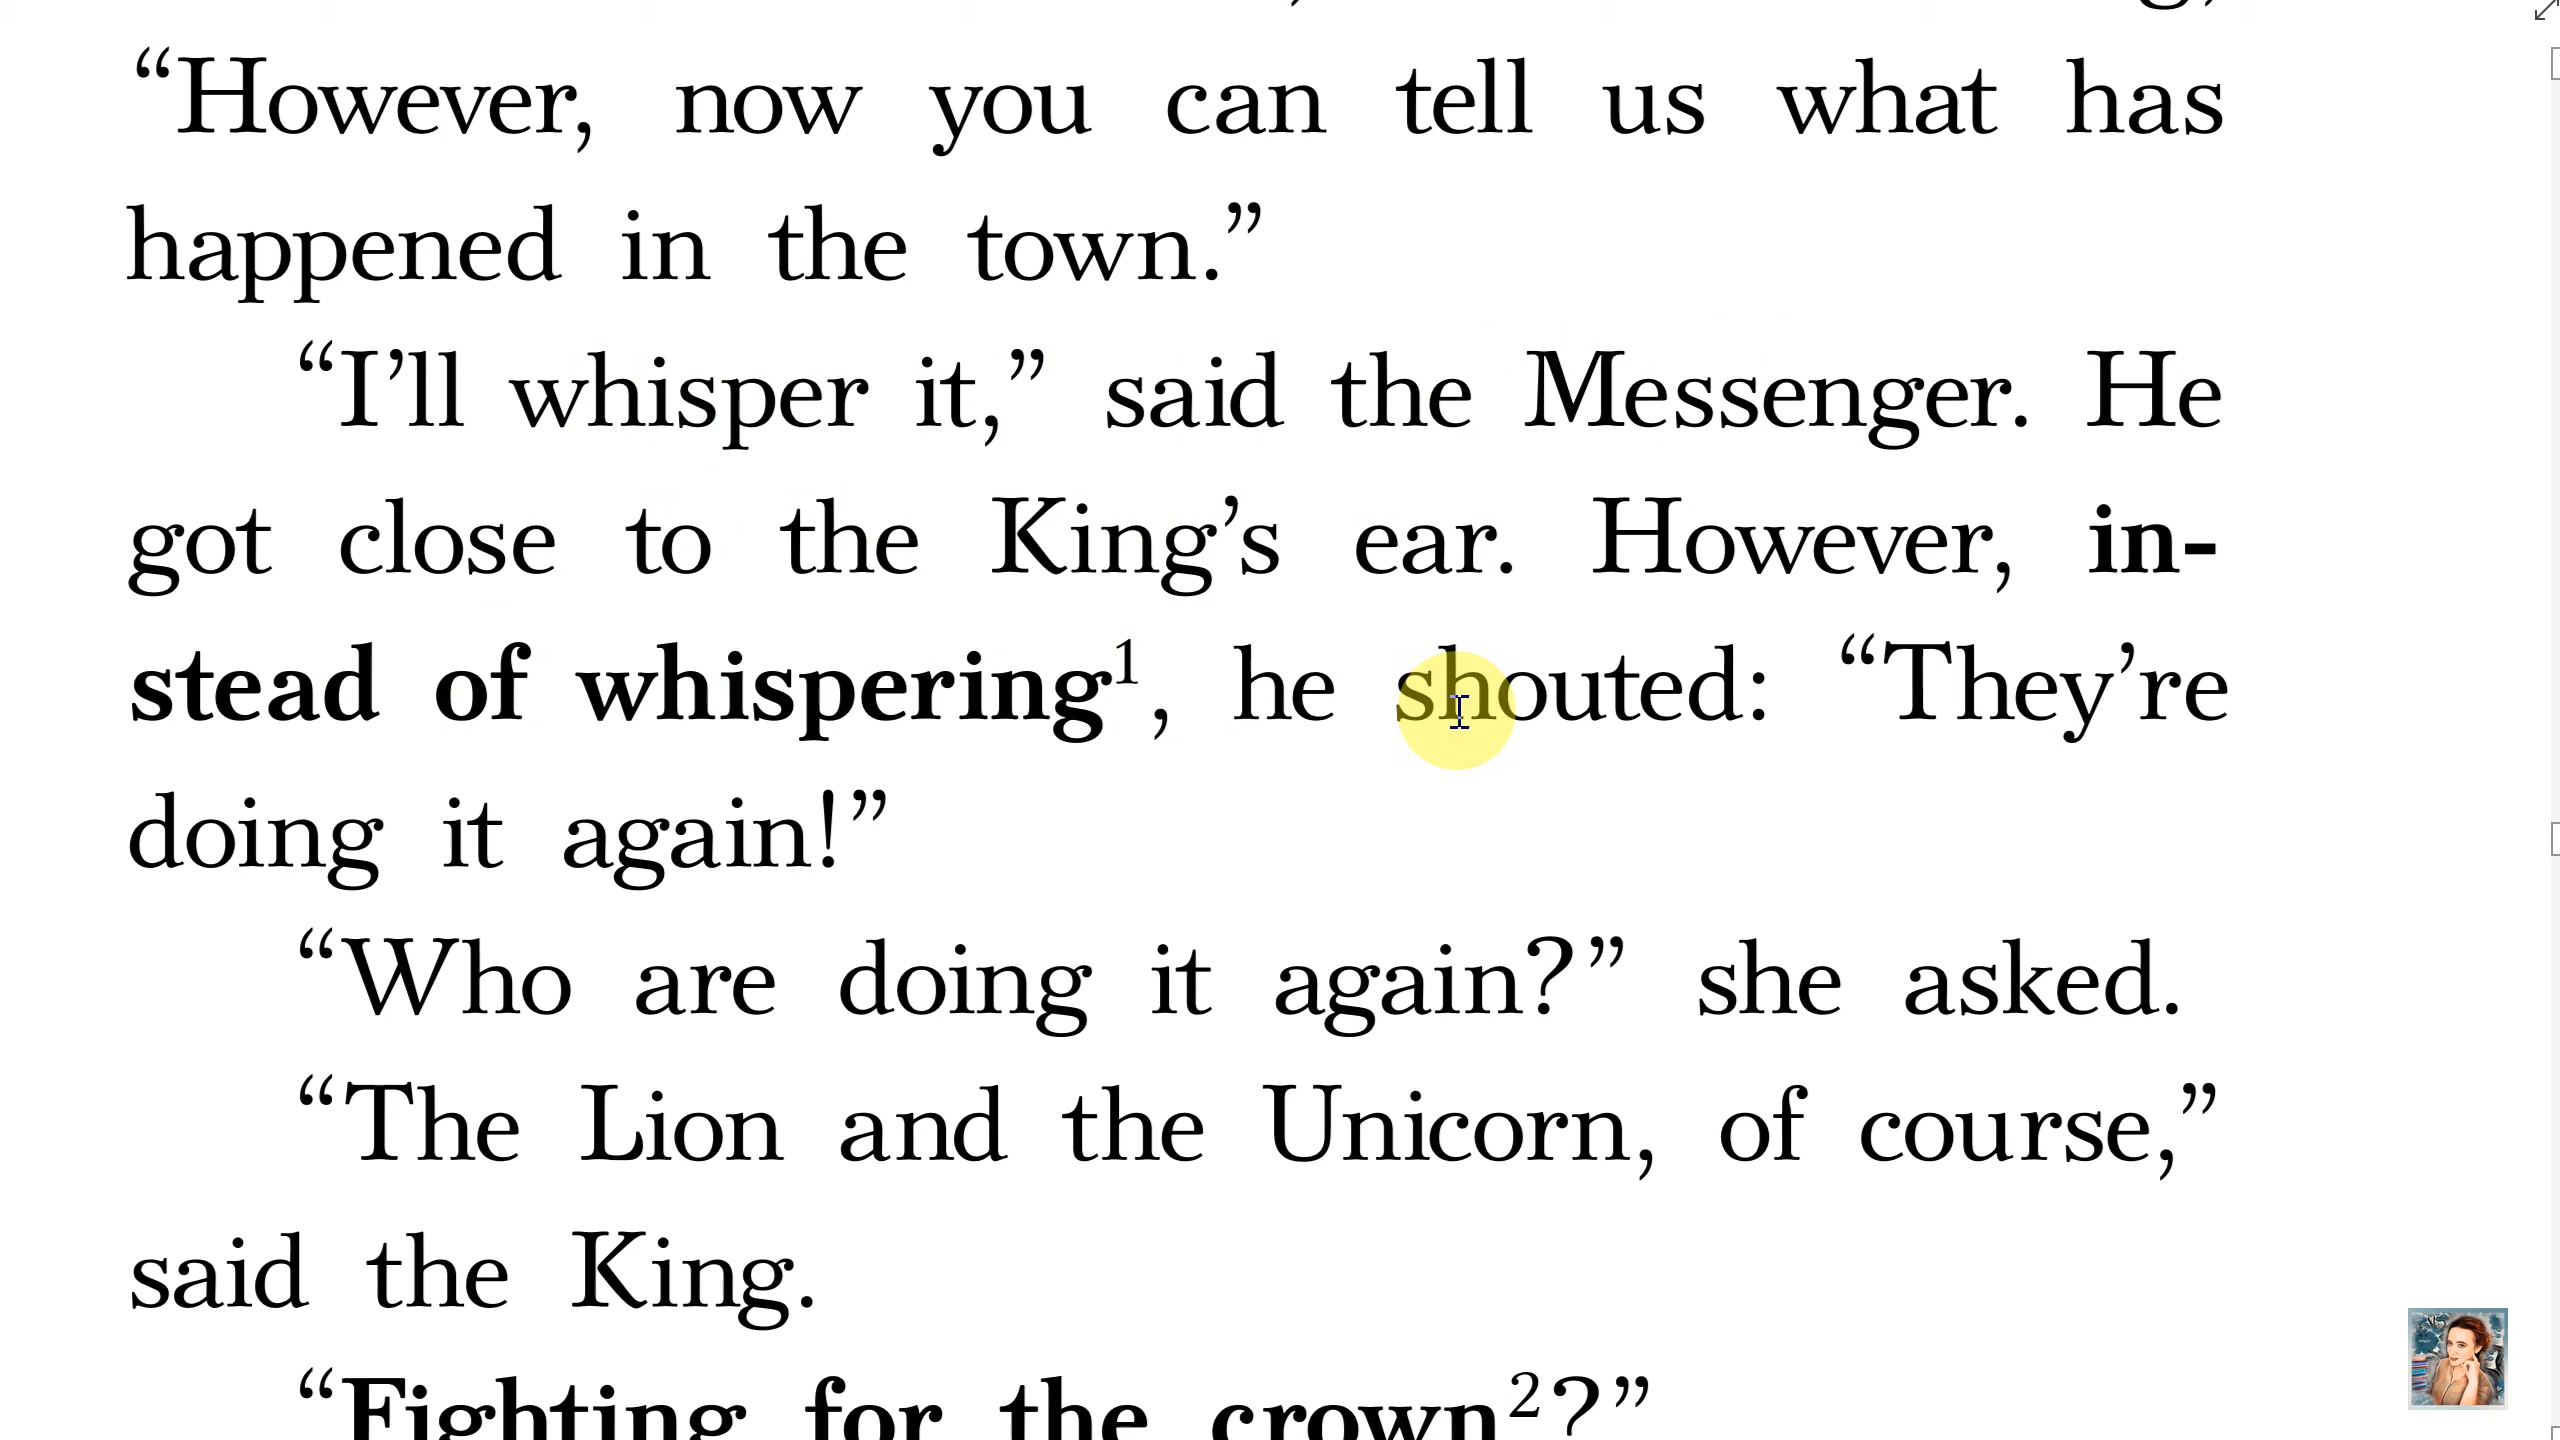 “However, now you can tell us what has
happened in the town.”
“I’ll whisper it,” said the Messenger. He
got close to the King’s ear. However, in-
stead of whispering¹, he shouted: “They’re
doing it again!”
“Who are doing it again?” she asked.
“The Lion and the Unicorn, of course,”
said the King.
“Fighting for the crown²?”